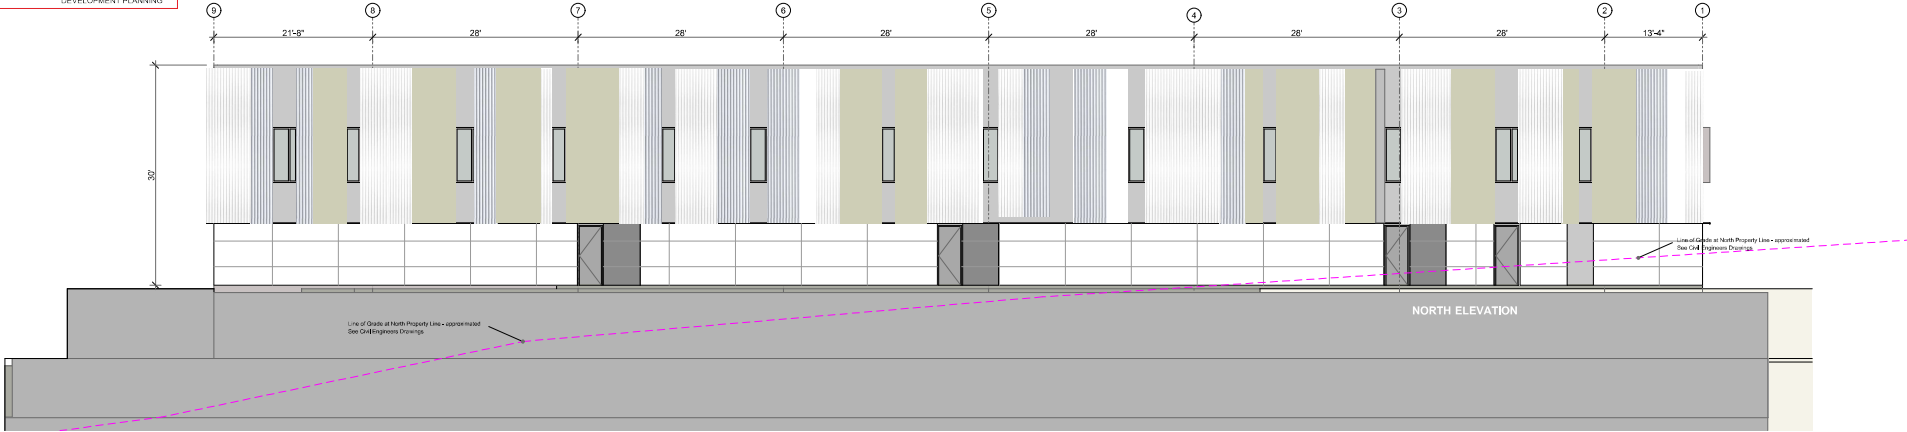 DEVELOPMENT PLANNING
9 8 7 6 5 4 3 2 1
21'-8" 28' 28' 28' 28' 28' 28' 13'-4"
30'
Line of Grade at North Property Line - approximated
See Civil Engineers Drawings
NORTH ELEVATION
Line of Grade at North Property Line - approximated
See Civil Engineers Drawings